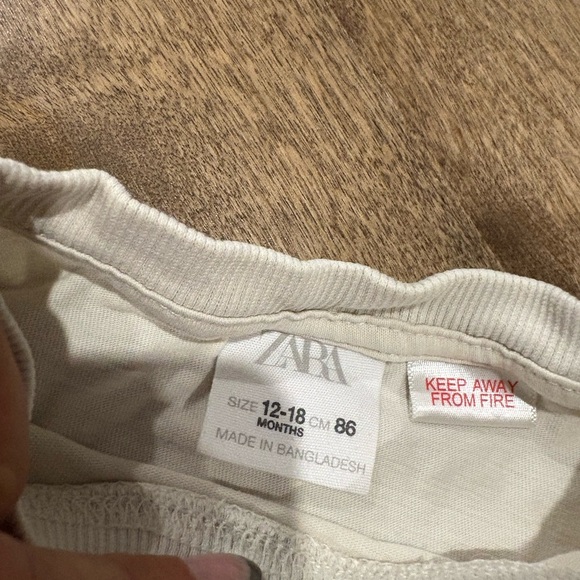 ZARA
SIZE 12-18 CM 86
MONTHS
MADE IN BANGLADESH
KEEP AWAY
FROM FIRE